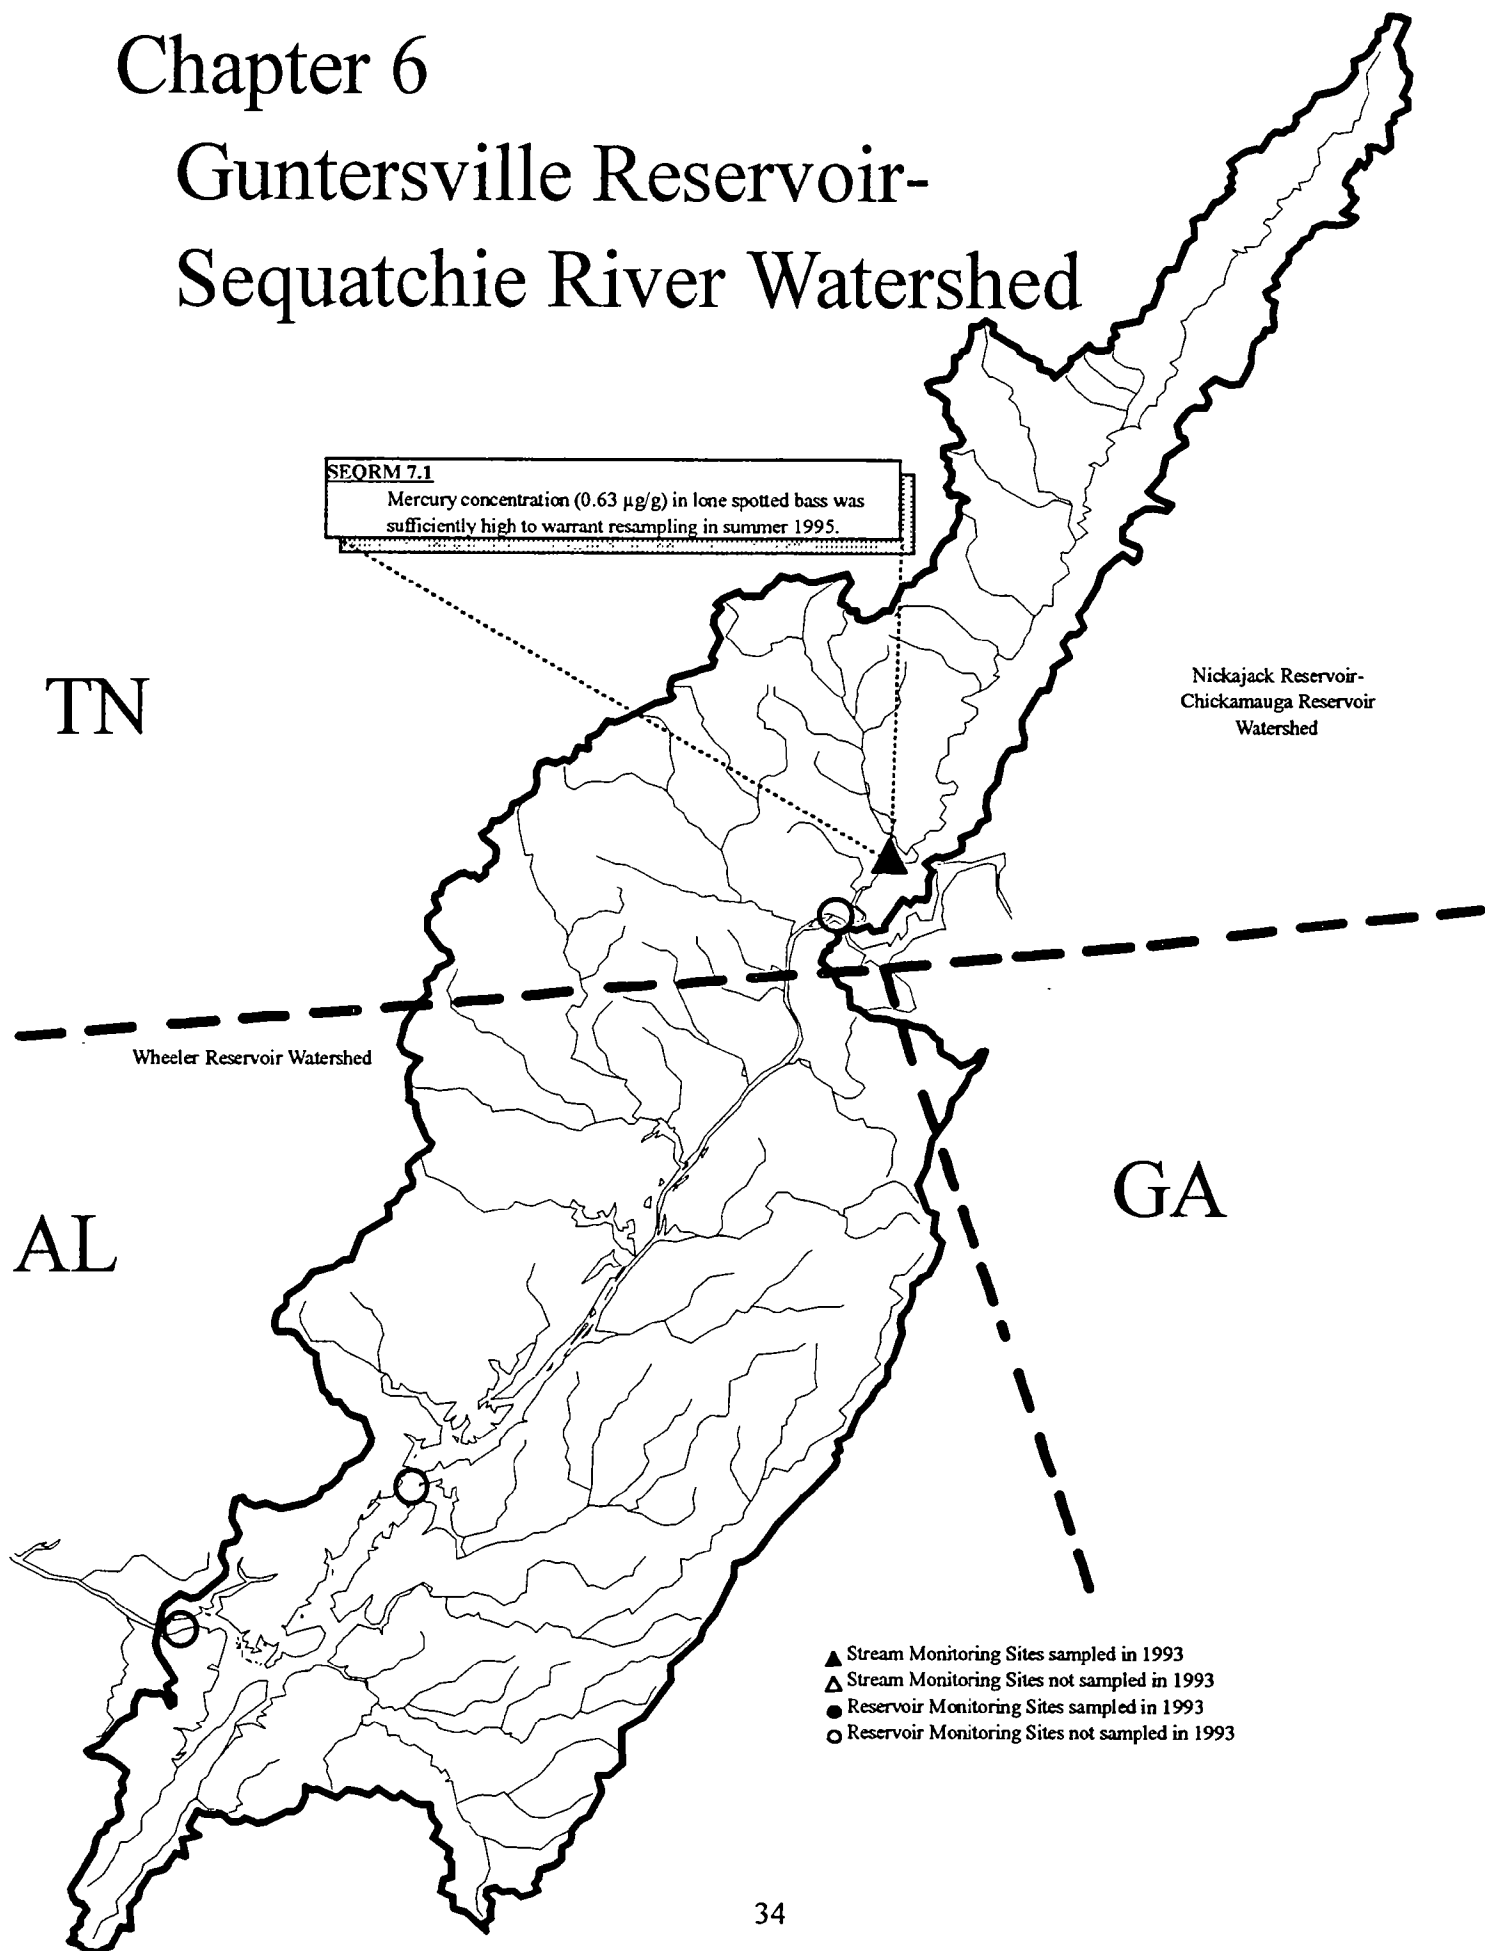 Chapter 6
Guntersville Reservoir-
Sequatchie River Watershed
SEQRM 7.1
Mercury concentration (0.63 µg/g) in lone spotted bass was
sufficiently high to warrant resampling in summer 1995.
TN
Nickajack Reservoir-
Chickamauga Reservoir
Watershed
Wheeler Reservoir Watershed
GA
AL
Stream Monitoring Sites sampled in 1993
Stream Monitoring Sites not sampled in 1993
Reservoir Monitoring Sites sampled in 1993
Reservoir Monitoring Sites not sampled in 1993
34